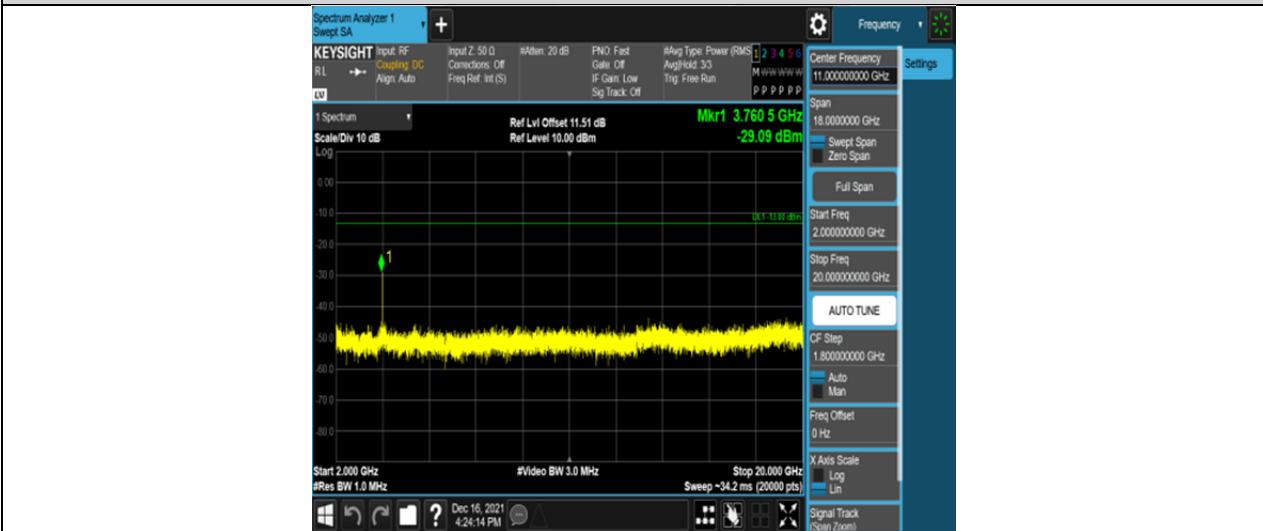 Spectrum Analyzer 1
Swept SA
+
Frequency
KEYSIGHT
RL
LV
Input: RF
Coupling: DC
Align: Auto
Input Z: 50 Ω
Corrections: Off
Freq Ref: Int (S)
#Atten: 20 dB
PNO: Fast
Gate: Off
IF Gain: Low
Sig Track: Off
#Avg Type: Power (RMS
Avg|Hold: 3/3
Trig: Free Run
1 2 3 4 5 6
M W W W W W
P P P P P P
1 Spectrum
Scale/Div 10 dB
Log
Ref Lvl Offset 11.51 dB
Ref Level 10.00 dBm
Mkr1 3.760 5 GHz
-29.09 dBm
0.00
-10.0
-20.0
-30.0
-40.0
-50.0
-60.0
-70.0
-80.0
DL1 -13.00 dBm
1
Start 2.000 GHz
#Res BW 1.0 MHz
#Video BW 3.0 MHz
Stop 20.000 GHz
Sweep ~34.2 ms (20000 pts)
Center Frequency
11.000000000 GHz
Settings
Span
18.0000000 GHz
Swept Span
Zero Span
Full Span
Start Freq
2.000000000 GHz
Stop Freq
20.000000000 GHz
AUTO TUNE
CF Step
1.800000000 GHz
Auto
Man
Freq Offset
0 Hz
X Axis Scale
Log
Lin
Signal Track
(Span Zoom)
?
Dec 16, 2021
4:24:14 PM